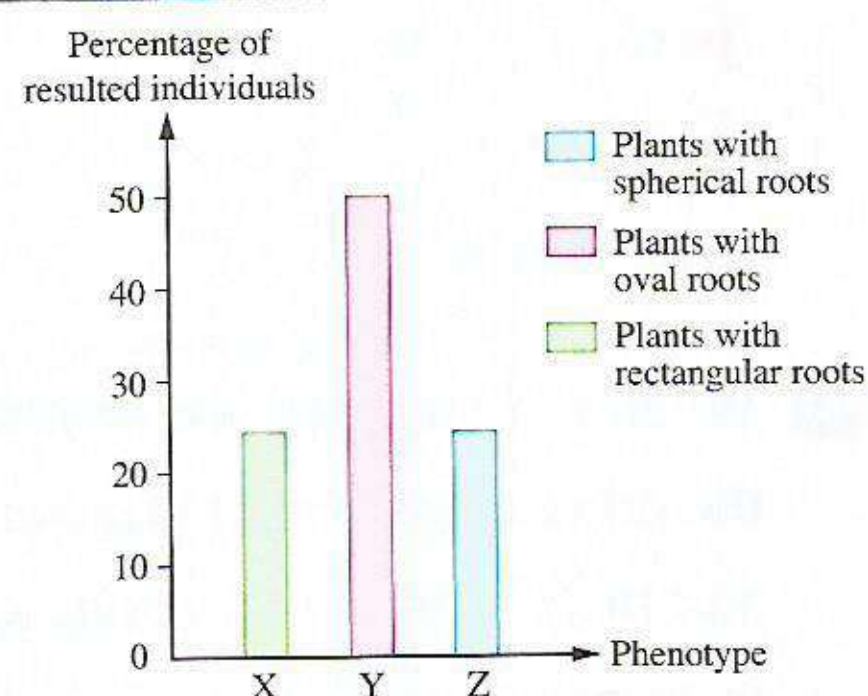 Percentage of
resulted individuals
50
40
30
20
10
0
X Y Z
Phenotype
Plants with
spherical roots
Plants with
oval roots
Plants with
rectangular roots